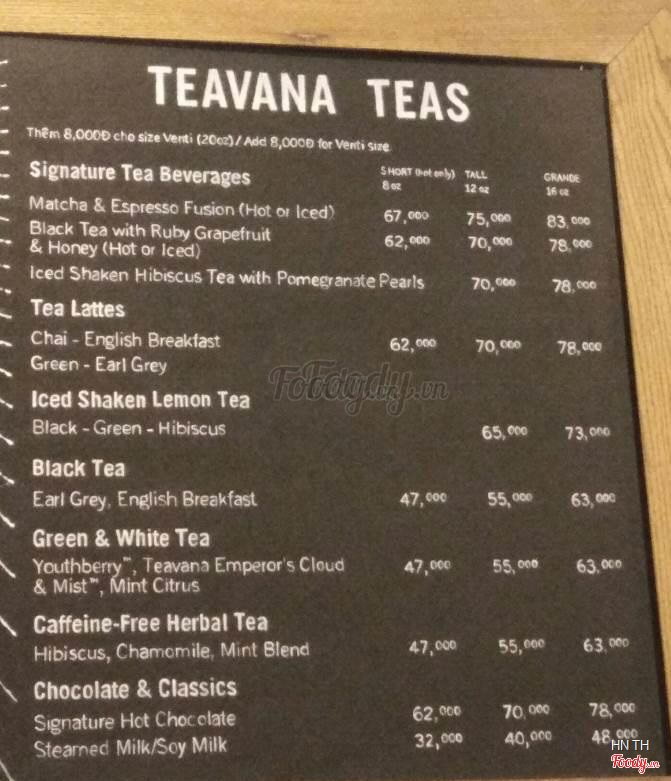 TEAVANA TEAS
Thêm 8,000Đ cho size Venti (20oz)/ Add 8,000Đ for Venti size
Signature Tea Beverages SHORT (hot only) 8 oz TALL 12 oz GRANDE 16 oz
Matcha & Espresso Fusion (Hot or Iced) 67,000 75,000 83,000
Black Tea with Ruby Grapefruit
& Honey (Hot or Iced) 62,000 70,000 78,000
Iced Shaken Hibiscus Tea with Pomegranate Pearls 70,000 78,000
Tea Lattes
Chai - English Breakfast 62,000 70,000 78,000
Green - Earl Grey
Foody.vn
Iced Shaken Lemon Tea
Black - Green - Hibiscus 65,000 73,000
Black Tea
Earl Grey, English Breakfast 47,000 55,000 63,000
Green & White Tea
Youthberry™, Teavana Emperor's Cloud 47,000 55,000 63,000
& Mist™, Mint Citrus
Caffeine-Free Herbal Tea
Hibiscus, Chamomile, Mint Blend 47,000 55,000 63,000
Chocolate & Classics
Signature Hot Chocolate 62,000 70,000 78,000
Steamed Milk/Soy Milk 32,000 40,000 48,000
HN TH
Foody.vn